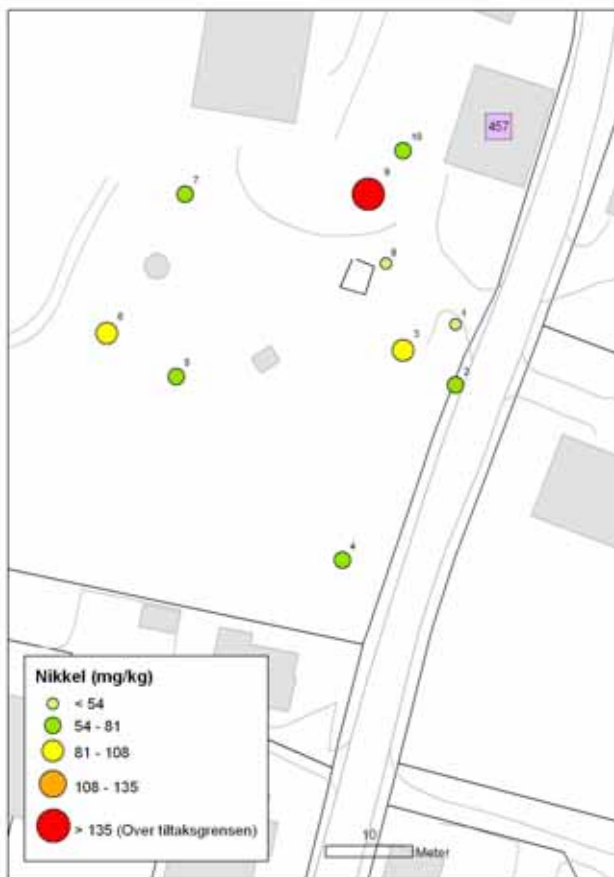 457
10
9
7
8
1
6
3
5
2
4
Nikkel (mg/kg)
< 54
54 - 81
81 - 108
108 - 135
> 135 (Over tiltaksgrensen)
10
Meter